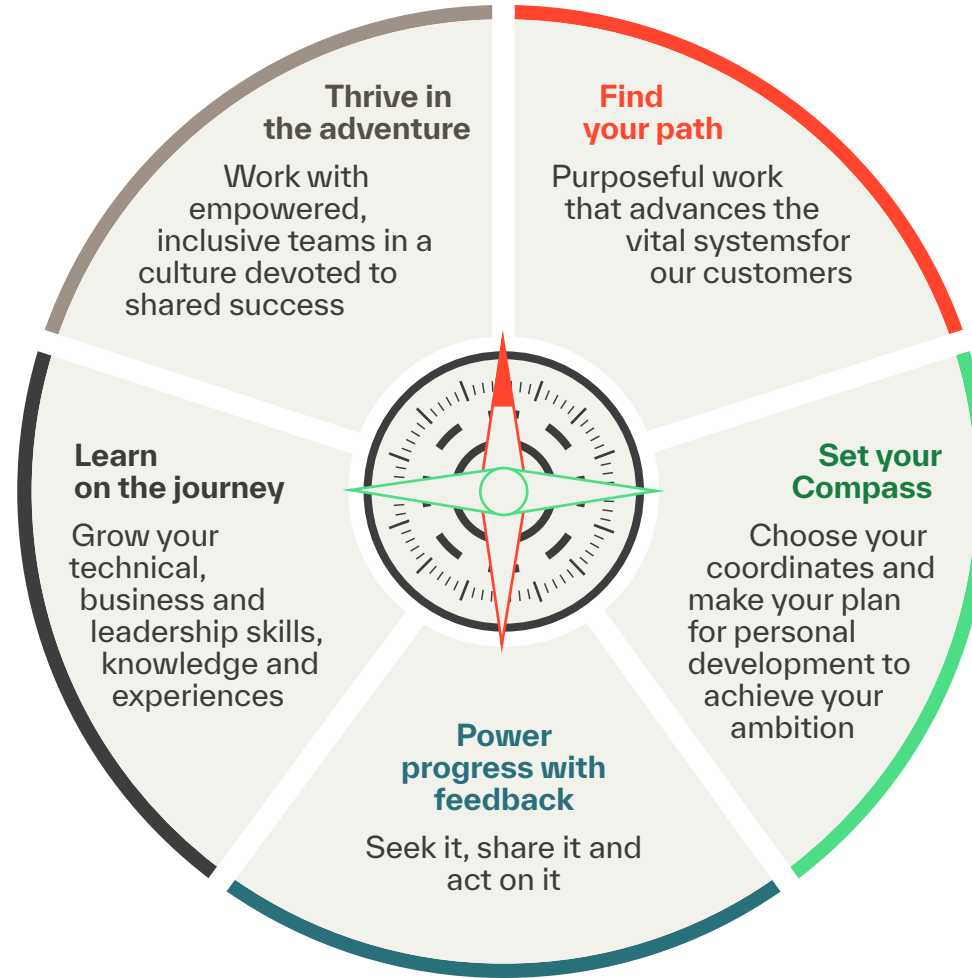 Thrive in
the adventure
Work with
empowered,
inclusive teams in a
culture devoted to
shared success
Find
your path
Purposeful work
that advances the
vital systemsfor
our customers
Set your
Compass
Choose your
coordinates and
make your plan
for personal
development to
achieve your
ambition
Power
progress with
feedback
Seek it, share it and
act on it
Learn
on the journey
Grow your
technical,
business and
leadership skills,
knowledge and
experiences